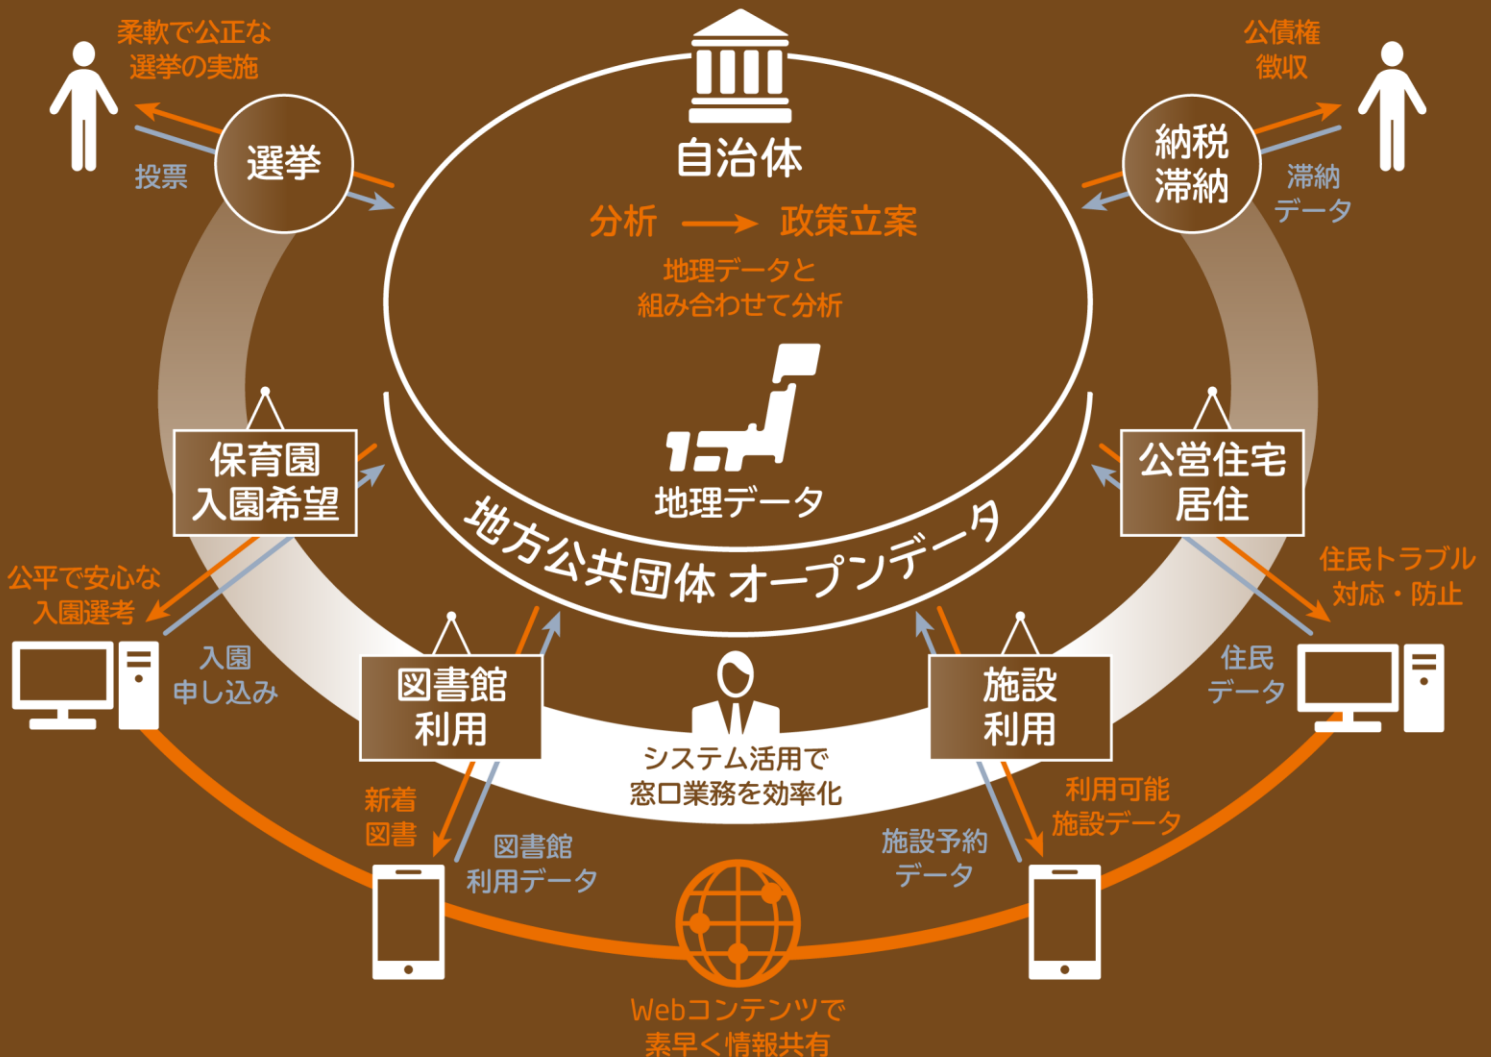 柔軟で公正な
選挙の実施
選挙
投票
自治体
分析
政策立案
地理データと
組み合わせて分析
地理データ
地方公共団体 オープンデータ
公債権
徴収
納税
滞納
滞納
データ
保育園
入園希望
公平で安心な
入園選考
入園
申し込み
公営住宅
居住
住民トラブル
対応・防止
住民
データ
図書館
利用
新着
図書
図書館
利用データ
システム活用で
窓口業務を効率化
施設
利用
施設予約
データ
利用可能
施設データ
Webコンテンツで
素早く情報共有